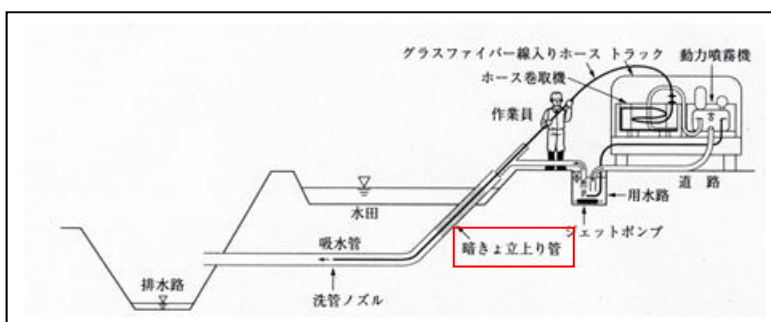 グラスファイバー線入りホース トラック 動力噴霧機
ホース巻取機
作業員
道路
用水路
水田
ジェットポンプ
吸水管
暗きょ立上り管
排水路
洗管ノズル